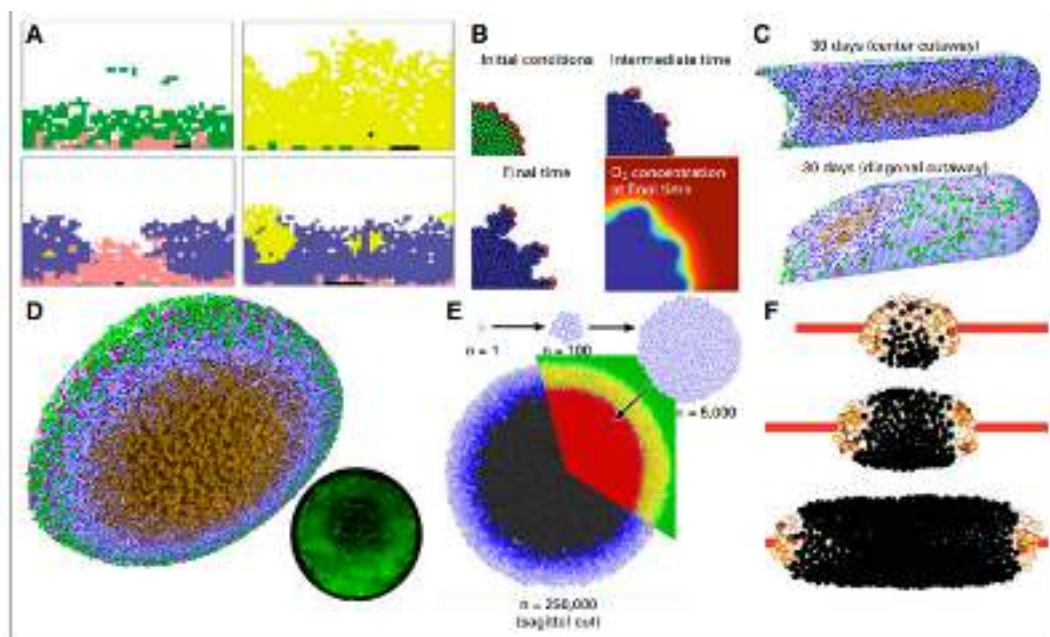 A
B
Initial conditions
Intermediate time
Final time
O₂ concentration
at final time
C
30 days (center cutaway)
30 days (diagonal cutaway)
D
E
n = 1
n = 100
n = 5,000
n = 250,000
(sagittal cut)
F